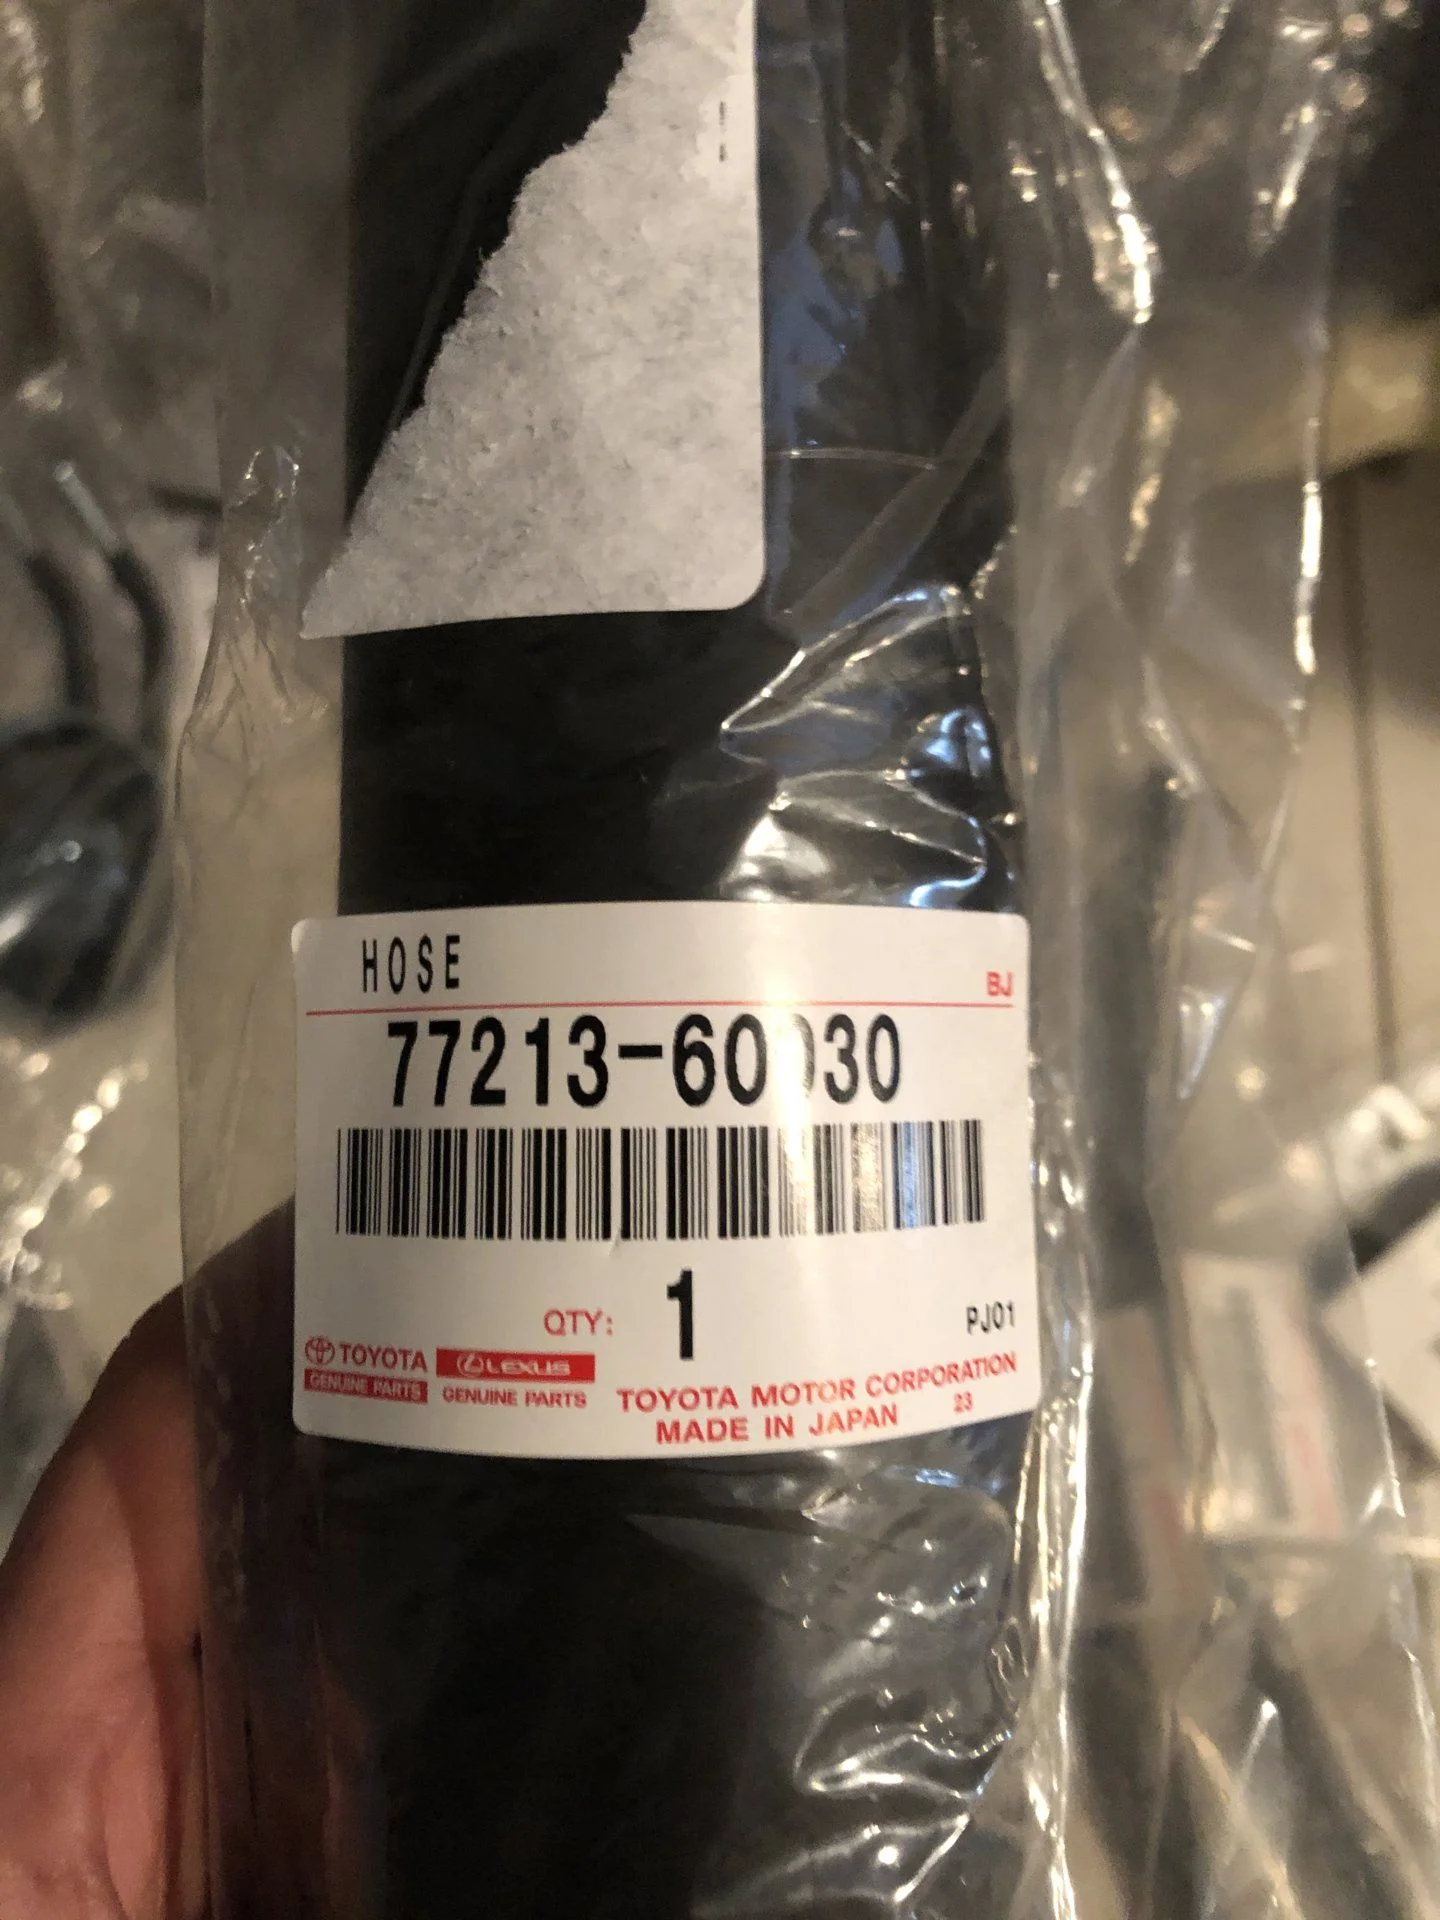 HOSE
BJ
77213-60030
QTY: 1
PJ01
TOYOTA
GENUINE PARTS
LEXUS
GENUINE PARTS
TOYOTA MOTOR CORPORATION
MADE IN JAPAN 23